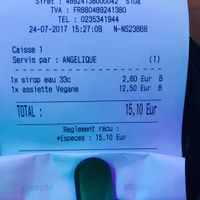 TVA : FR880489241380
TEL : 0235341944
24-07-2017 15:27:09 N-NS23868
Caisse 1
Servis par : ANGELIQUE (1)
1x sirop eau 33c 2,60 Eur B
1x assiette Vegane 12,50 Eur B
TOTAL : 15,10 Eur
Reglement recu :
*Especes : 15,10 Eur